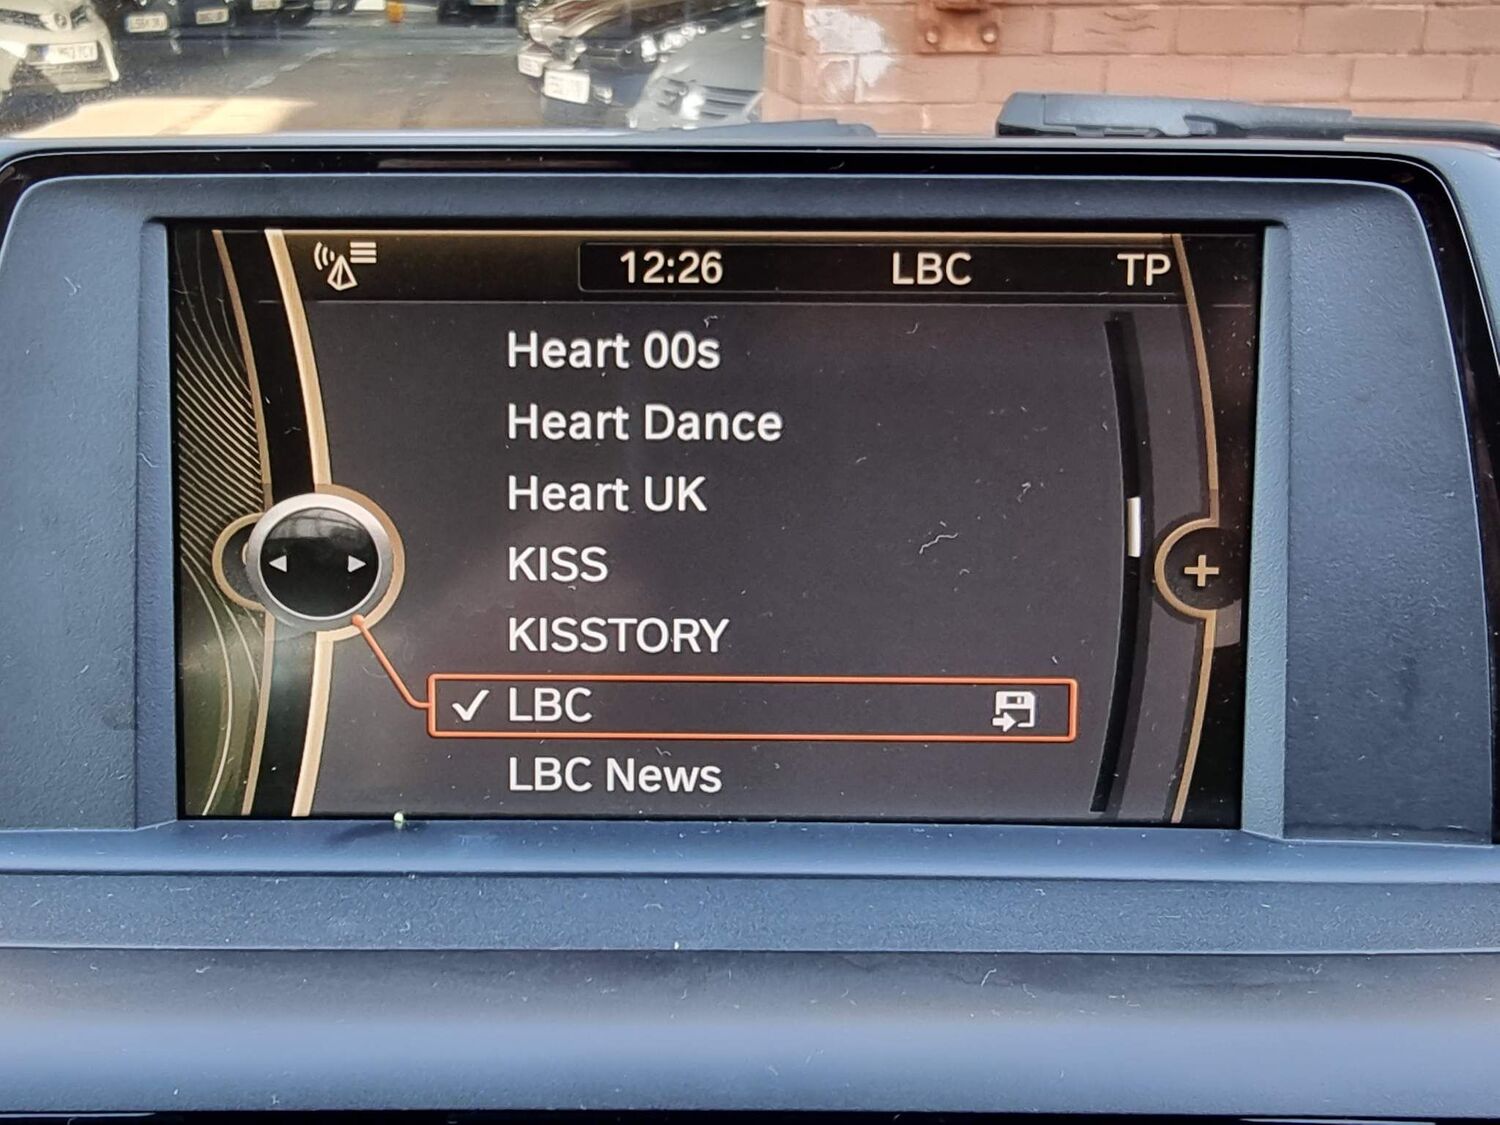 12:26 LBC TP
Heart 00s
Heart Dance
Heart UK
KISS
KISSTORY
LBC
LBC News